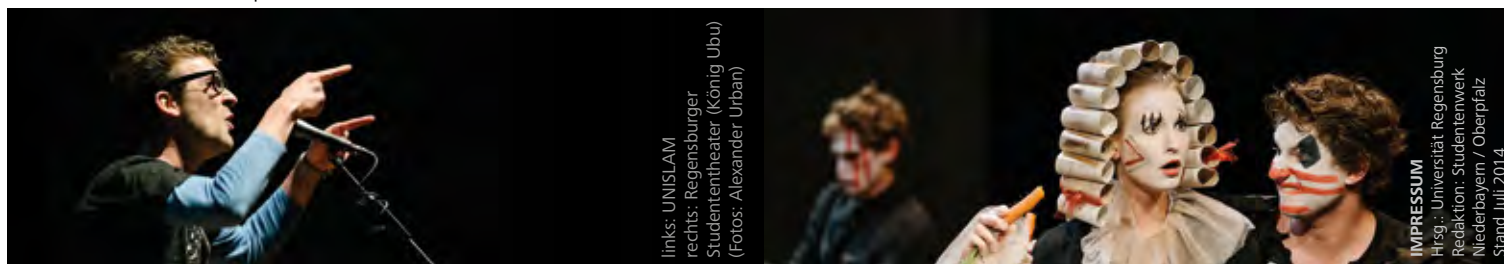 links: UNISLAM
rechts: Regensburger
Studententheater (König Ubu)
(Fotos: Alexander Urban)
IMPRESSUM
Hrsg.: Universität Regensburg
Redaktion: Studentenwerk
Niederbayern / Oberpfalz
Stand Juli 2014